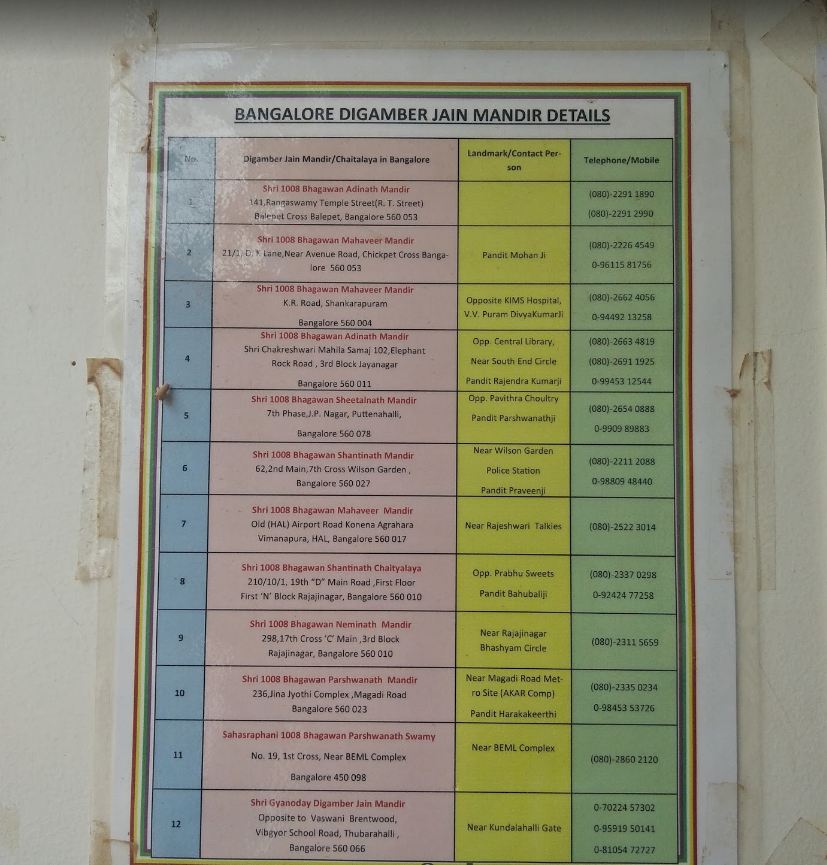 BANGALORE DIGAMBER JAIN MANDIR DETAILS
No. Digamber Jain Mandir/Chaitalaya in Bangalore Landmark/Contact Per-
son Telephone/Mobile
1 Shri 1008 Bhagawan Adinath Mandir
141,Rangaswamy Temple Street(R. T. Street)
Balepet Cross Balepet, Bangalore 560 053
(080)-2291 1890
(080)-2291 2990
2 Shri 1008 Bhagawan Mahaveer Mandir
21/1, D. K Lane,Near Avenue Road, Chickpet Cross Banga-
lore 560 053
Pandit Mohan Ji
(080)-2226 4549
0-96115 81756
3 Shri 1008 Bhagawan Mahaveer Mandir
K.R. Road, Shankarapuram
Bangalore 560 004
Opposite KIMS Hospital,
V.V. Puram DivyaKumarJi
(080)-2662 4056
0-94492 13258
4 Shri 1008 Bhagawan Adinath Mandir
Shri Chakreshwari Mahila Samaj 102,Elephant
Rock Road , 3rd Block Jayanagar
Bangalore 560 011
Opp. Central Library,
Near South End Circle
Pandit Rajendra Kumarji
(080)-2663 4819
(080)-2691 1925
0-99453 12544
5 Shri 1008 Bhagawan Sheetalnath Mandir
7th Phase,J.P. Nagar, Puttenahalli,
Bangalore 560 078
Opp. Pavithra Choultry
Pandit Parshwanathji
(080)-2654 0888
0-9909 89883
6 Shri 1008 Bhagawan Shantinath Mandir
62,2nd Main,7th Cross Wilson Garden ,
Bangalore 560 027
Near Wilson Garden
Police Station
Pandit Praveenji
(080)-2211 2088
0-98809 48440
7 Shri 1008 Bhagawan Mahaveer Mandir
Old (HAL) Airport Road Konena Agrahara
Vimanapura, HAL, Bangalore 560 017
Near Rajeshwari Talkies
(080)-2522 3014
8 Shri 1008 Bhagawan Shantinath Chaityalaya
210/10/1, 19th "D" Main Road ,First Floor
First 'N' Block Rajajinagar, Bangalore 560 010
Opp. Prabhu Sweets
Pandit Bahubaliji
(080)-2337 0298
0-92424 77258
9 Shri 1008 Bhagawan Neminath Mandir
298,17th Cross 'C' Main ,3rd Block
Rajajinagar, Bangalore 560 010
Near Rajajinagar
Bhashyam Circle
(080)-2311 5659
10 Shri 1008 Bhagawan Parshwanath Mandir
236,Jina Jyothi Complex ,Magadi Road
Bangalore 560 023
Near Magadi Road Met-
ro Site (AKAR Comp)
Pandit Harakakeerthi
(080)-2335 0234
0-98453 53726
11 Sahasraphani 1008 Bhagawan Parshwanath Swamy
No. 19, 1st Cross, Near BEML Complex
Bangalore 450 098
Near BEML Complex
(080)-2860 2120
12 Shri Gyanoday Digamber Jain Mandir
Opposite to Vaswani Brentwood,
Vibgyor School Road, Thubarahalli ,
Bangalore 560 066
Near Kundalahalli Gate
0-70224 57302
0-95919 50141
0-81054 72727